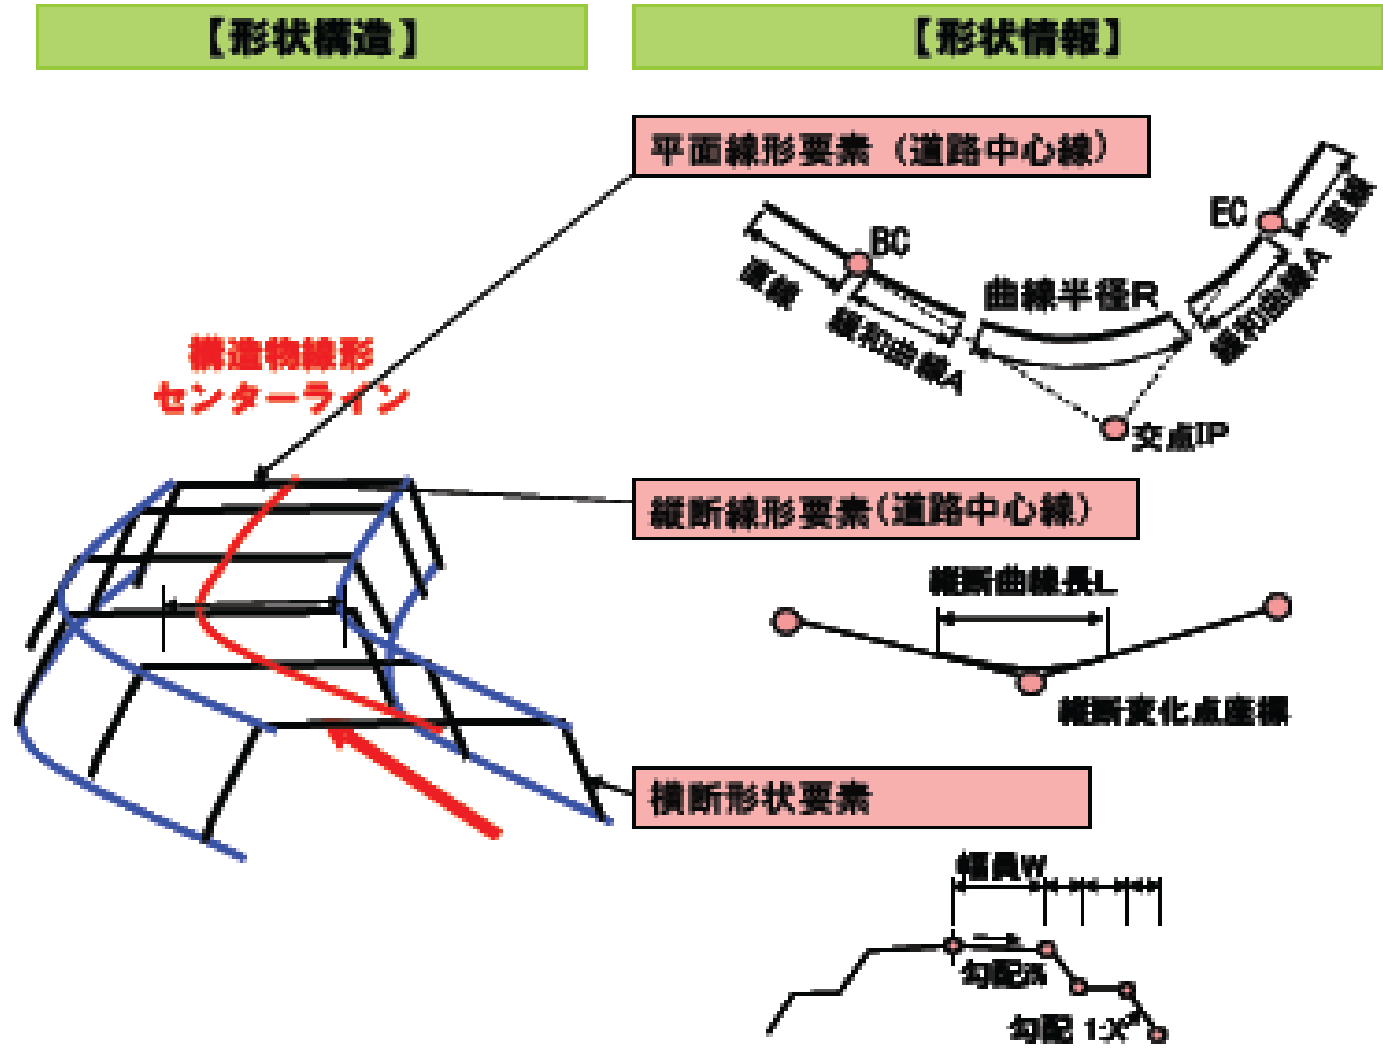 【形状構造】
【形状情報】
平面線形要素（道路中心線）
EC
直線
BC
直線
曲線半径R
緩和曲線A
緩和曲線A
交点IP
構造物線形
センターライン
縦断線形要素(道路中心線)
縦断曲線長L
縦断変化点座標
横断形状要素
幅員W
勾配%
勾配 1:X